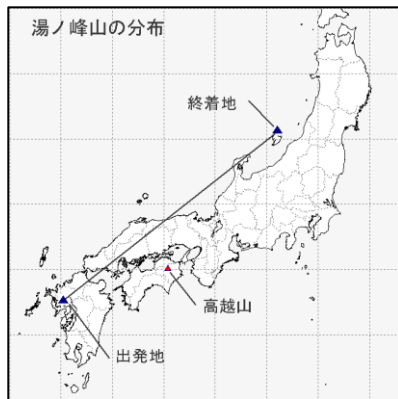 湯ノ峰山の分布
終着地
高越山
出発地